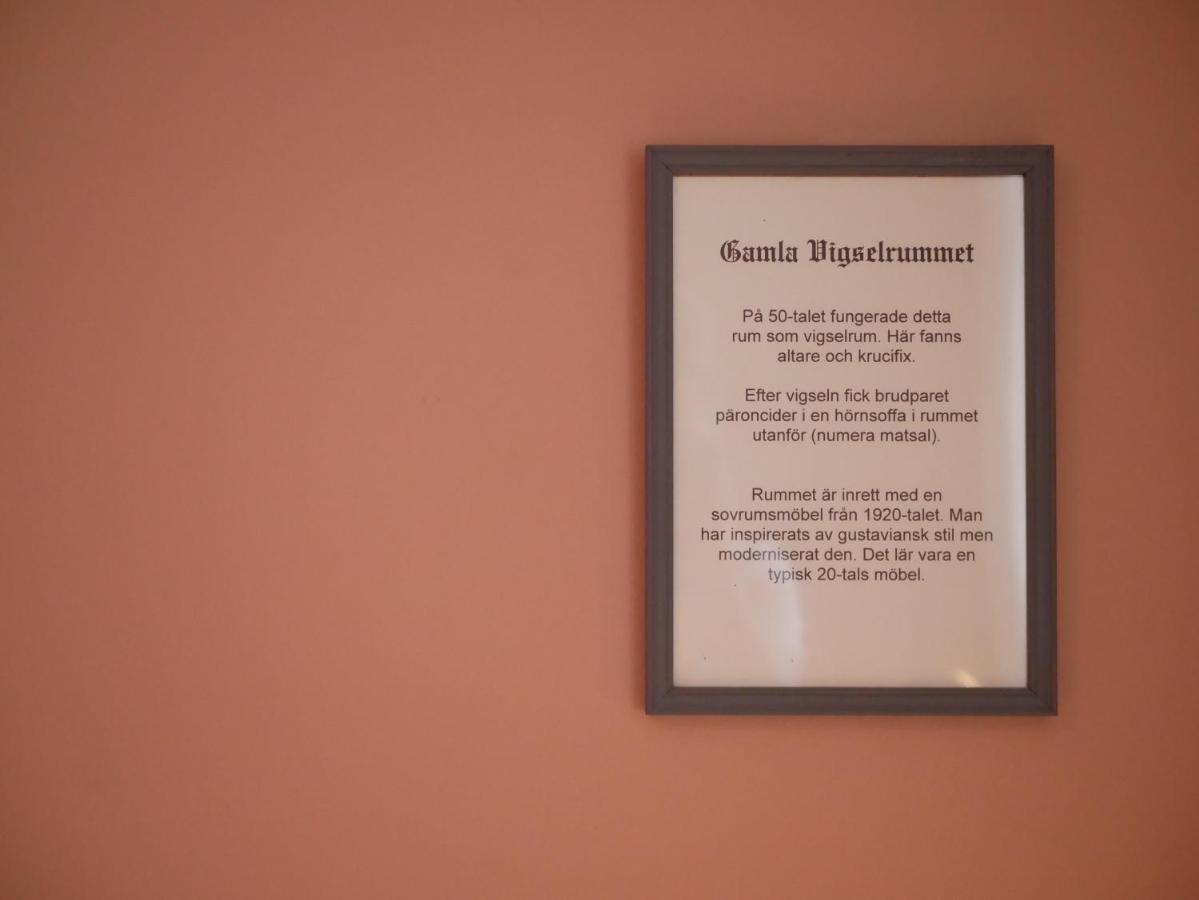 Gamla Vigselrummet
På 50-talet fungerade detta
rum som vigselrum. Här fanns
altare och krucifix.
Efter vigseln fick brudparet
päroncider i en hörnsoffa i rummet
utanför (numera matsal).
Rummet är inrett med en
sovrumsmöbel från 1920-talet. Man
har inspirerats av gustaviansk stil men
moderniserat den. Det lär vara en
typisk 20-tals möbel.